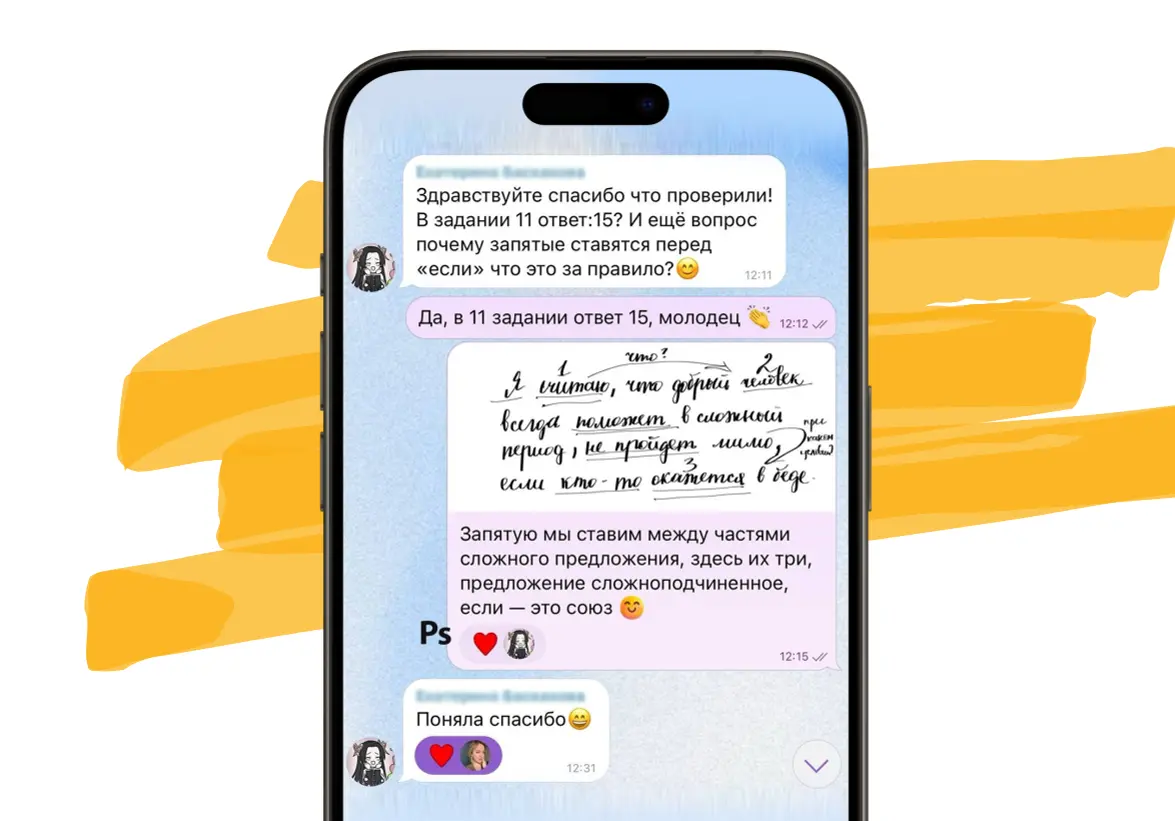 Здравствуйте спасибо что проверили!
В задании 11 ответ:15? И ещё вопрос
почему запятые ставятся перед
«если» что это за правило?😊
12:11
Да, в 11 задании ответ 15, молодец 👏 12:12
что?
1 2
Я считаю, что добрый человек
всегда поможет в сложный
период, не пройдет мимо,
при каком условии?
3
если кто-то окажется в беде.
Запятую мы ставим между частями
сложного предложения, здесь их три,
предложение сложноподчиненное,
если — это союз 😊
Ps
12:15
Поняла спасибо😄
12:31